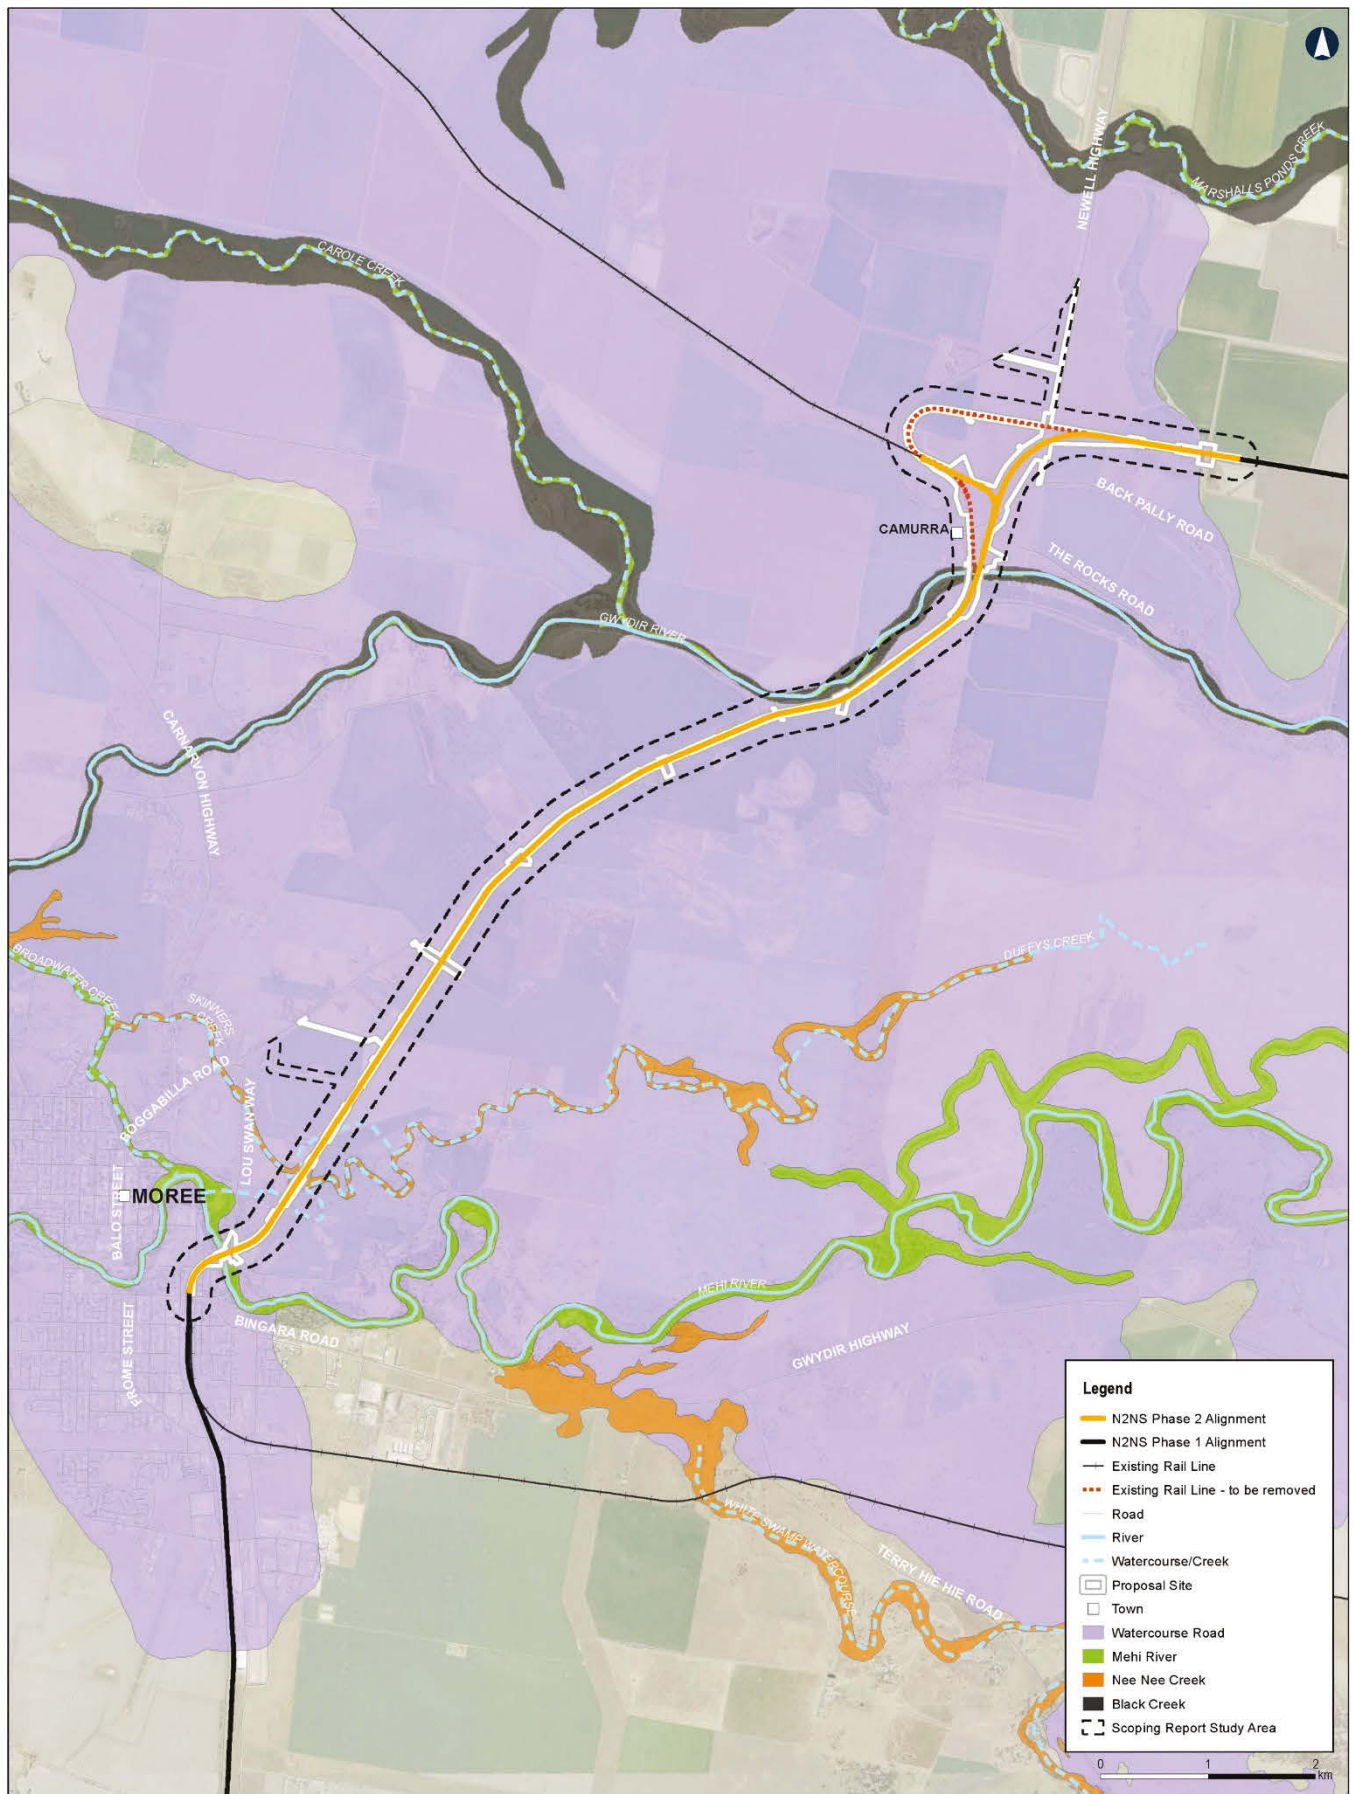 NEWELL HIGHWAY
MARSHALLS PONDS CREEK
CAROLE CREEK
BACK PALLY ROAD
CAMURRA
THE ROCKS ROAD
GWYDIR RIVER
CARNARVON HIGHWAY
DUFFYS CREEK
BROADWATER CREEK
SKINNERS
CREEK
BOGGABILLA ROAD
LOU SWAN WAY
BALO STREET
MOREE
MEHI RIVER
BINGARA ROAD
FROME STREET
GWYDIR HIGHWAY
WHITE SWAMP WATERCOURSE
TERRY HIE HIE ROAD
Legend
N2NS Phase 2 Alignment
N2NS Phase 1 Alignment
Existing Rail Line
Existing Rail Line - to be removed
Road
River
Watercourse/Creek
Proposal Site
Town
Watercourse Road
Mehi River
Nee Nee Creek
Black Creek
Scoping Report Study Area
0 1 2
km